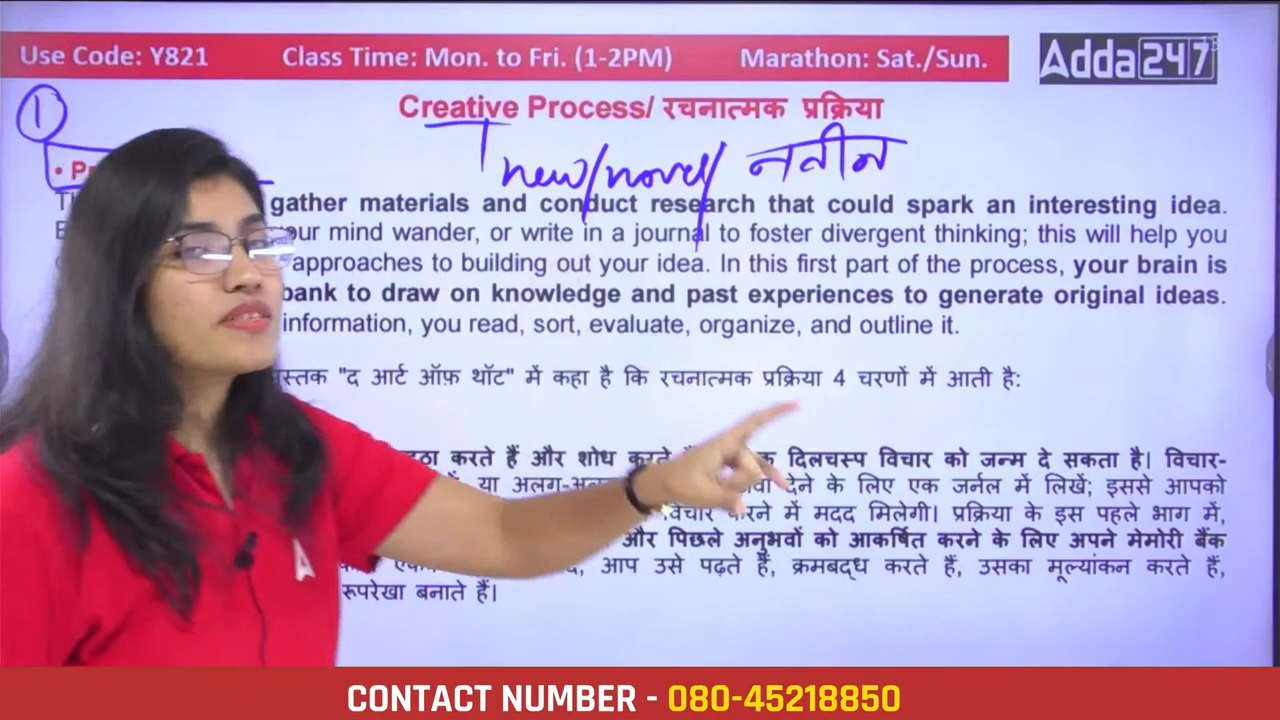 Use Code: Y821 Class Time: Mon. to Fri. (1-2PM) Marathon: Sat./Sun.
Adda247
1
Creative Process/ रचनात्मक प्रक्रिया
new/novel/ नवीन
gather materials and conduct research that could spark an interesting idea.
our mind wander, or write in a journal to foster divergent thinking; this will help you
approaches to building out your idea. In this first part of the process, your brain is
bank to draw on knowledge and past experiences to generate original ideas.
information, you read, sort, evaluate, organize, and outline it.
"द आर्ट ऑफ़ थॉट" में कहा है कि रचनात्मक प्रक्रिया 4 चरणों में आती है:
करते हैं और शोध करते दिलचस्प विचार को जन्म दे सकता है। विचार-
या देने के लिए एक जर्नल में लिखें; इससे आपको
विचार करने में मदद मिलेगी। प्रक्रिया के इस पहले भाग में,
और पिछले अनुभवों को आकर्षित करने के लिए अपने मेमोरी बैंक
आप उसे पढ़ते हैं, क्रमबद्ध करते हैं, उसका मूल्यांकन करते हैं,
रूपरेखा बनाते हैं।
CONTACT NUMBER - 080-45218850